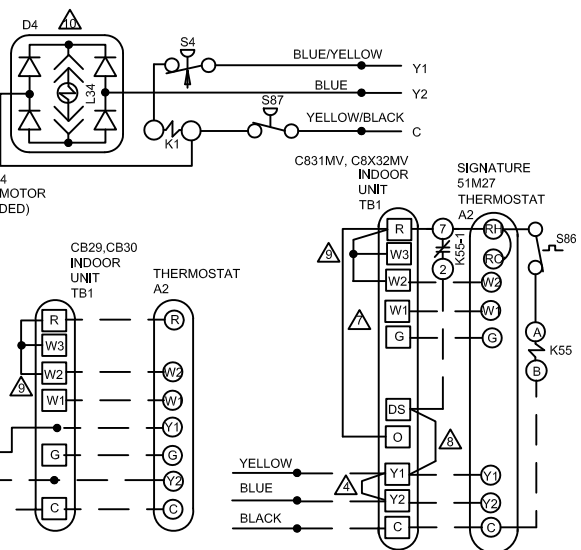 D4 10
S4
BLUE/YELLOW
Y1
L34
BLUE
Y2
S87
YELLOW/BLACK
C
K1
4
MOTOR
DED)
CB29,CB30
INDOOR
UNIT
TB1
THERMOSTAT
A2
R
R
W3
W2
W2
9
W1
W1
Y1
G
G
Y2
C
C
C831MV, C8X32MV
INDOOR
UNIT
TB1
SIGNATURE
51M27
THERMOSTAT
A2
R
7
RH
S86
9
W3
K55-1
RC
2
W2
W2
7
W1
W1
A
G
G
K55
B
DS
8
O
YELLOW
Y1
Y1
4
BLUE
Y2
Y2
BLACK
C
C